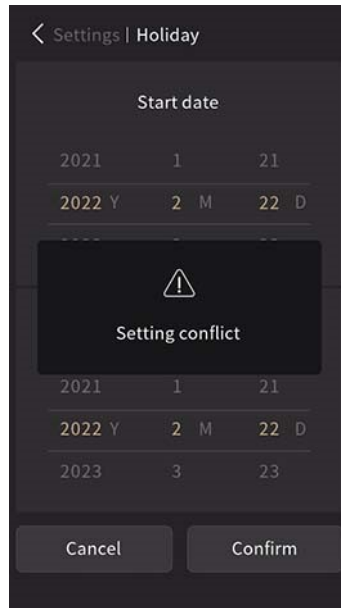 Settings | Holiday
Start date
2021 1 21
2022 Y 2 M 22 D
Setting conflict
2021 1 21
2022 Y 2 M 22 D
2023 3 23
Cancel Confirm